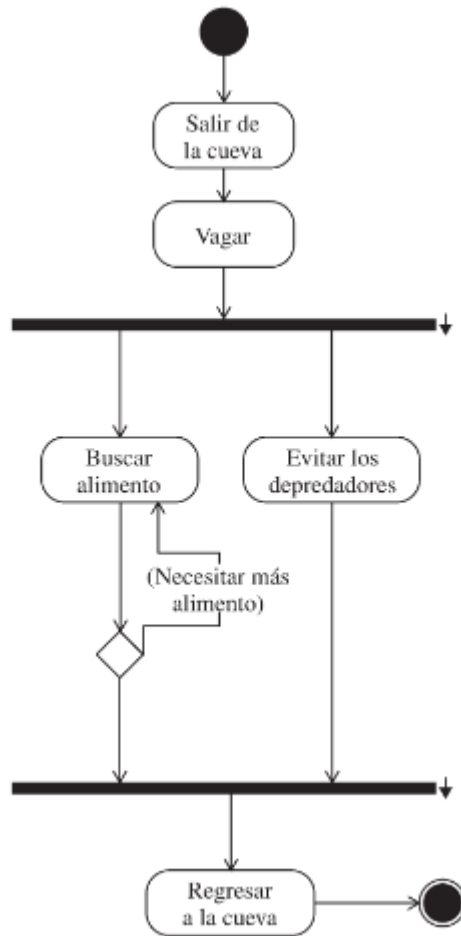 Salir de
la cueva
Vagar
Buscar
alimento
Evitar los
depredadores
(Necesitar más
alimento)
Regresar
a la cueva